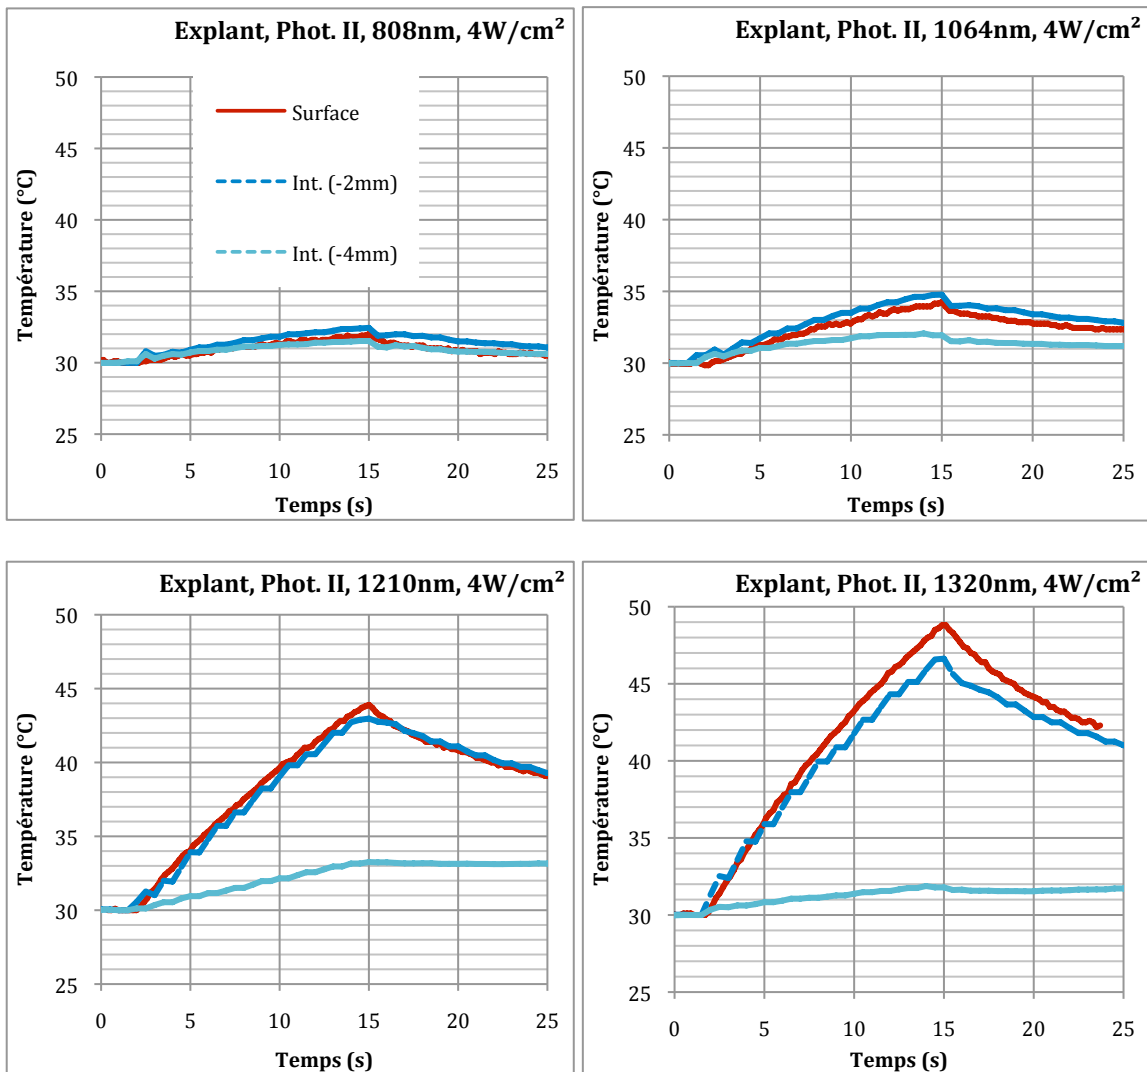 Explant, Phot. II, 808nm, 4W/cm²
50
45
40
35
30
25
Température (°C)
Surface
Int. (-2mm)
Int. (-4mm)
0 5 10 15 20 25
Temps (s)
Explant, Phot. II, 1064nm, 4W/cm²
50
45
40
35
30
25
Température (°C)
0 5 10 15 20 25
Temps (s)
Explant, Phot. II, 1210nm, 4W/cm²
50
45
40
35
30
25
Température (°C)
0 5 10 15 20 25
Temps (s)
Explant, Phot. II, 1320nm, 4W/cm²
50
45
40
35
30
25
Température (°C)
0 5 10 15 20 25
Temps (s)